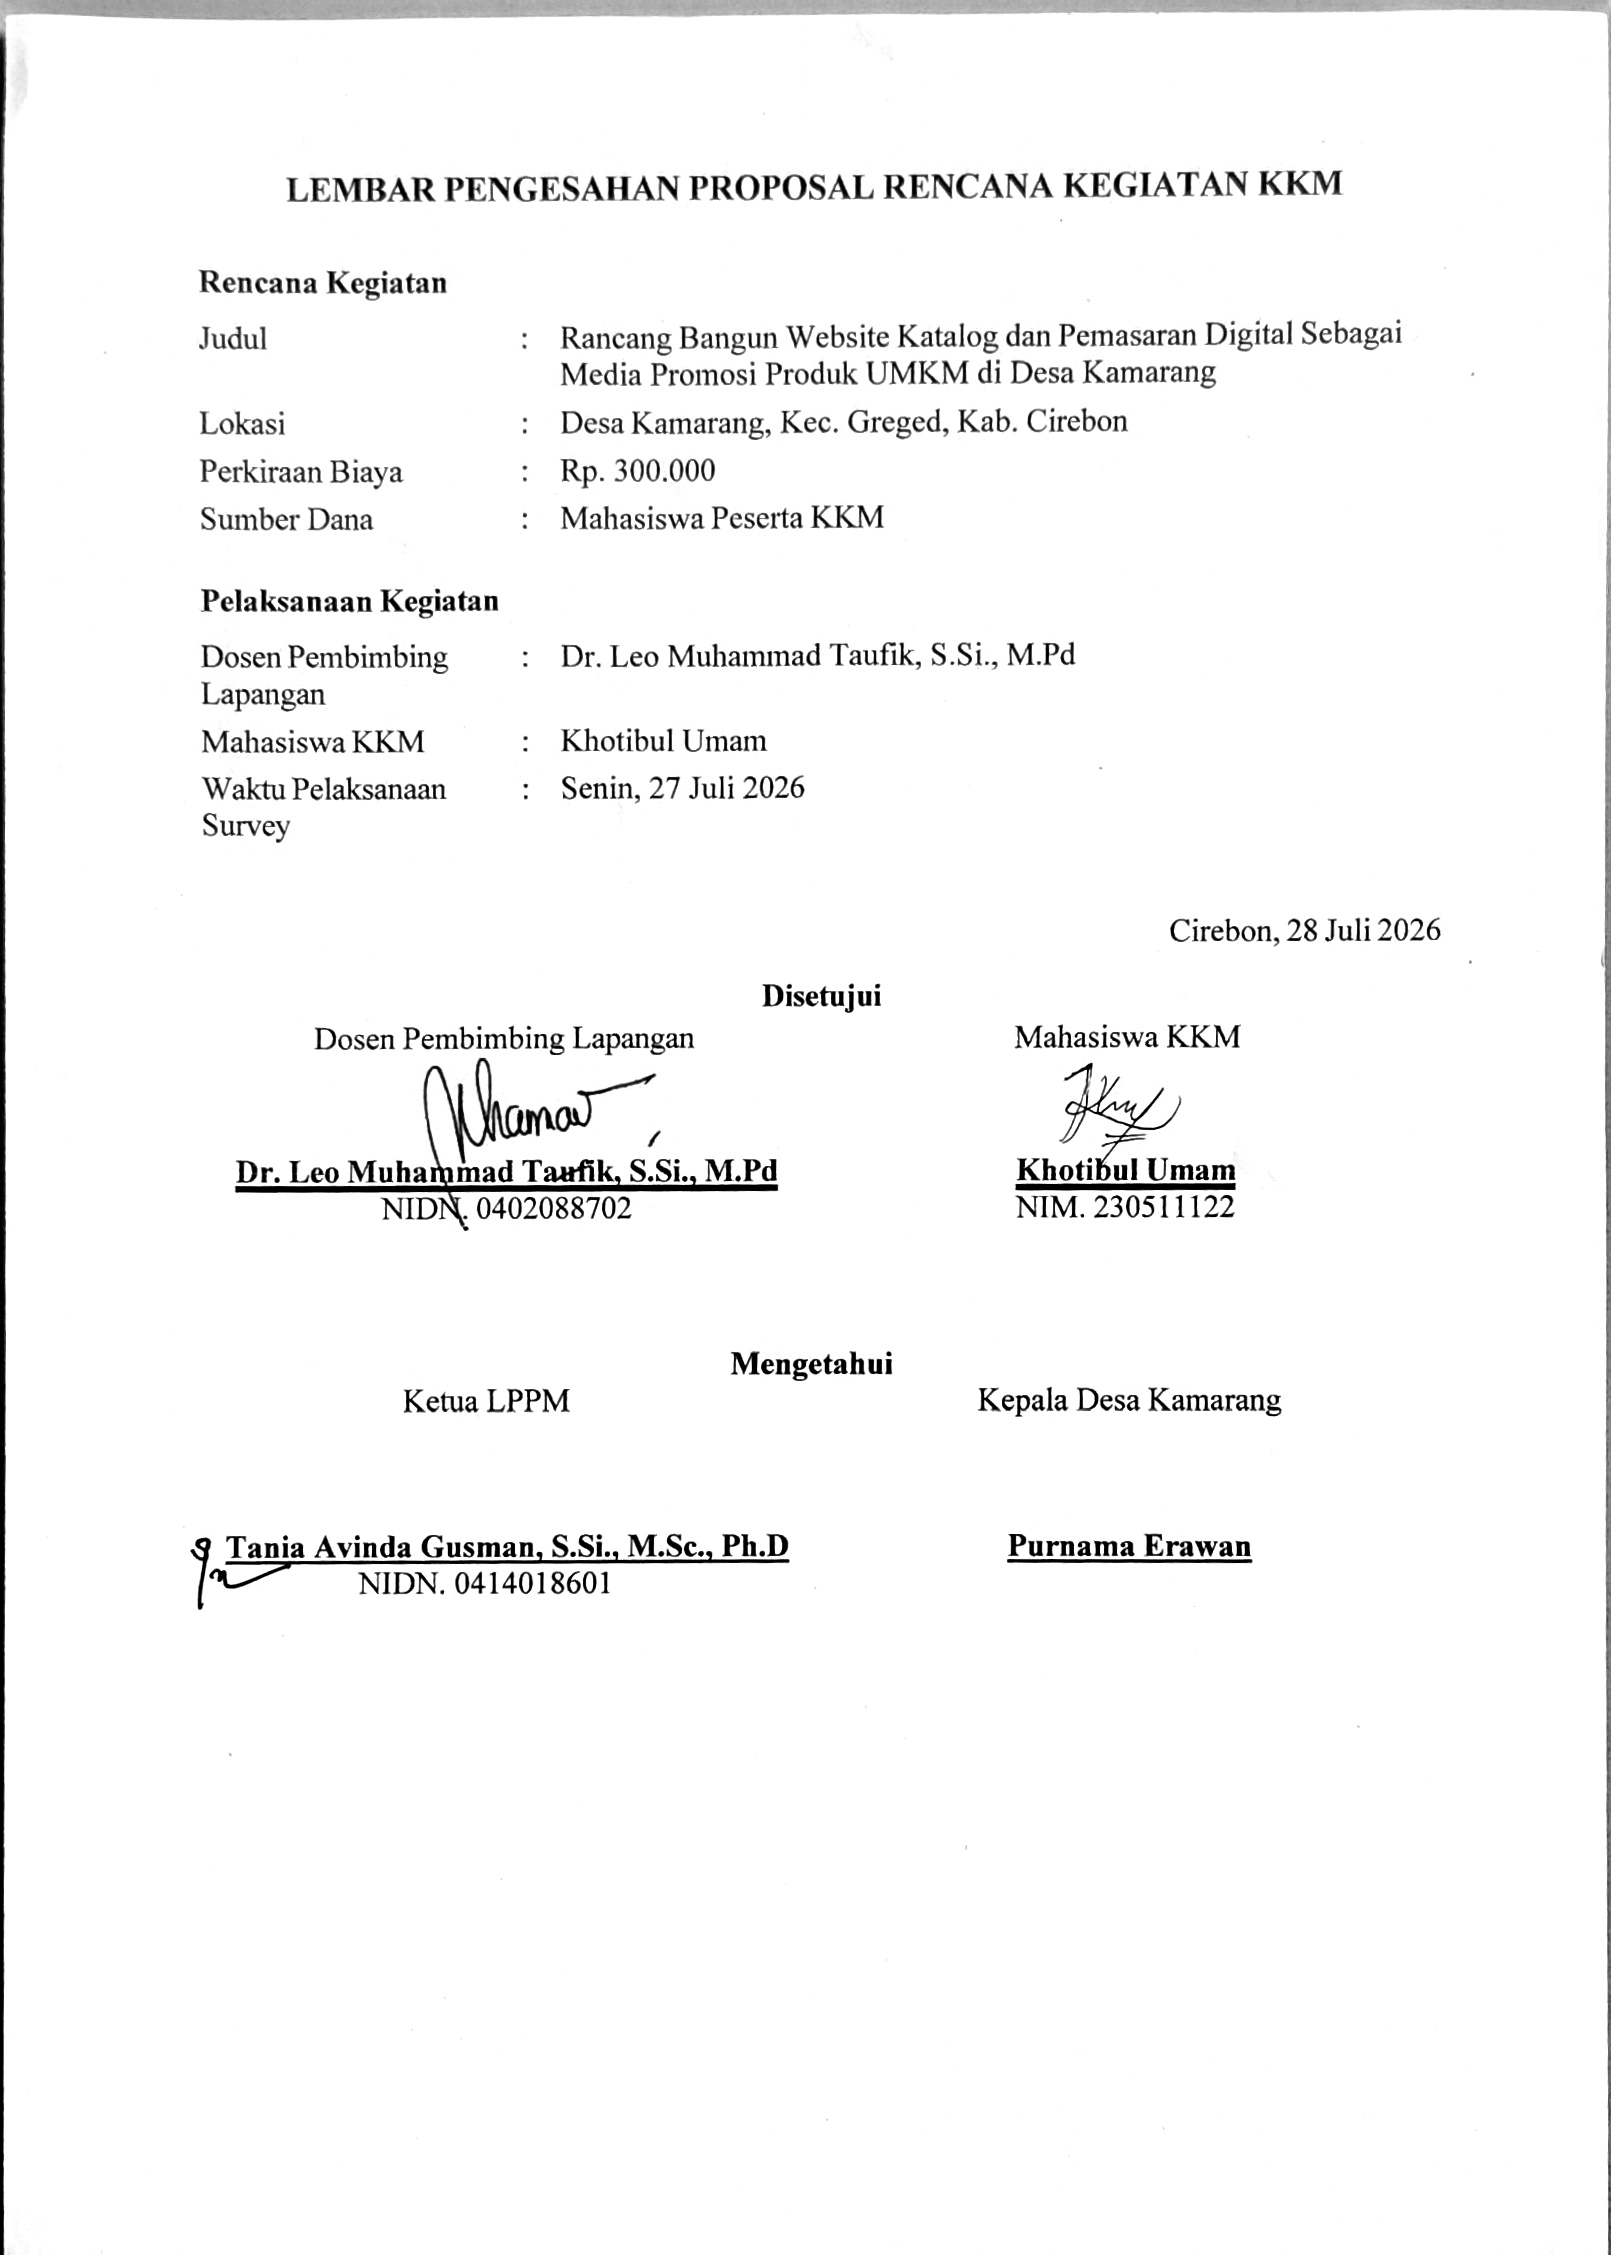 LEMBAR PENGESAHAN PROPOSAL RENCANA KEGIATAN KKM
Rencana Kegiatan
Judul : Rancang Bangun Website Katalog dan Pemasaran Digital Sebagai
Media Promosi Produk UMKM di Desa Kamarang
Lokasi : Desa Kamarang, Kec. Greged, Kab. Cirebon
Perkiraan Biaya : Rp. 300.000
Sumber Dana : Mahasiswa Peserta KKM
Pelaksanaan Kegiatan
Dosen Pembimbing : Dr. Leo Muhammad Taufik, S.Si., M.Pd
Lapangan
Mahasiswa KKM : Khotibul Umam
Waktu Pelaksanaan : Senin, 27 Juli 2026
Survey
Cirebon, 28 Juli 2026
Disetujui
Dosen Pembimbing Lapangan Mahasiswa KKM
Dr. Leo Muhammad Taufik, S.Si., M.Pd Khotibul Umam
NIDN. 0402088702 NIM. 230511122
Mengetahui
Ketua LPPM Kepala Desa Kamarang
Tania Avinda Gusman, S.Si., M.Sc., Ph.D Purnama Erawan
NIDN. 0414018601